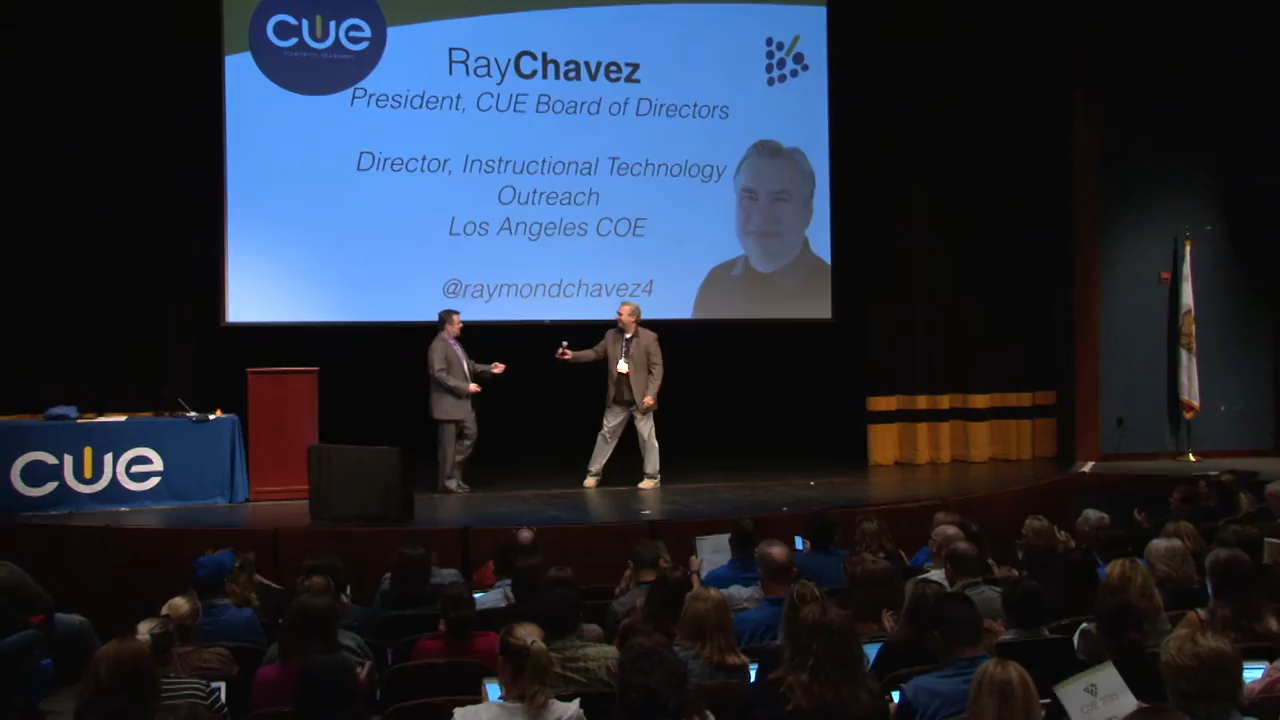 cue
RayChavez
President, CUE Board of Directors
Director, Instructional Technology
Outreach
Los Angeles COE
@raymondchavez4
cue